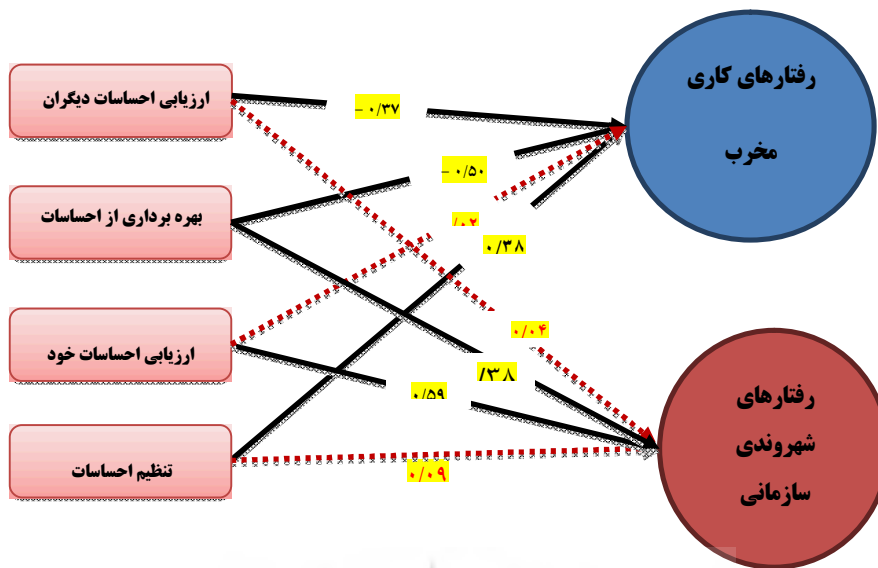 ارزیابی احساسات دیگران
بهره برداری از احساسات
ارزیابی احساسات خود
تنظیم احساسات
رفتارهای کاری
مخرب
رفتارهای
شهروندی
سازمانی
– ۰/۳۷
– ۰/۵۰
۰/۳۸
۰/۰۴
/۳۸
۰/۵۹
۰/۰۹